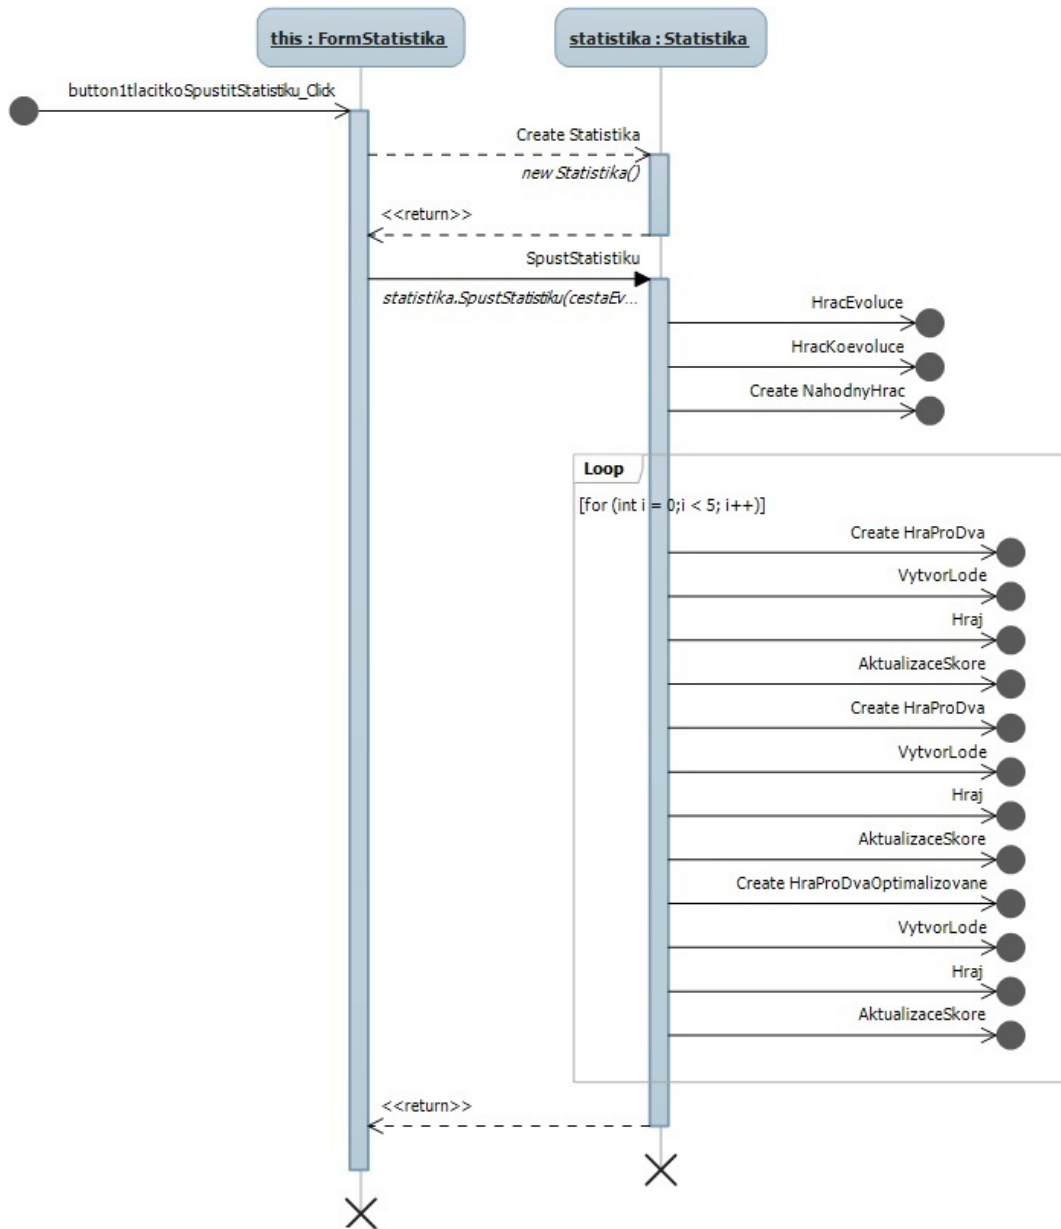 this : FormStatistika
statistika : Statistika
button1tlacitkoSpustitStatistiku_Click
Create Statistika
new Statistika()
<<return>>
SpustStatistiku
statistika.SpustStatistiku(cestaEv...
HracEvoluce
HracKoevoluce
Create NahodnyHrac
Loop
[for (int i = 0;i < 5; i++)]
Create HraProDva
VytvorLode
Hraj
AktualizaceSkore
Create HraProDva
VytvorLode
Hraj
AktualizaceSkore
Create HraProDvaOptimalizovane
VytvorLode
Hraj
AktualizaceSkore
<<return>>